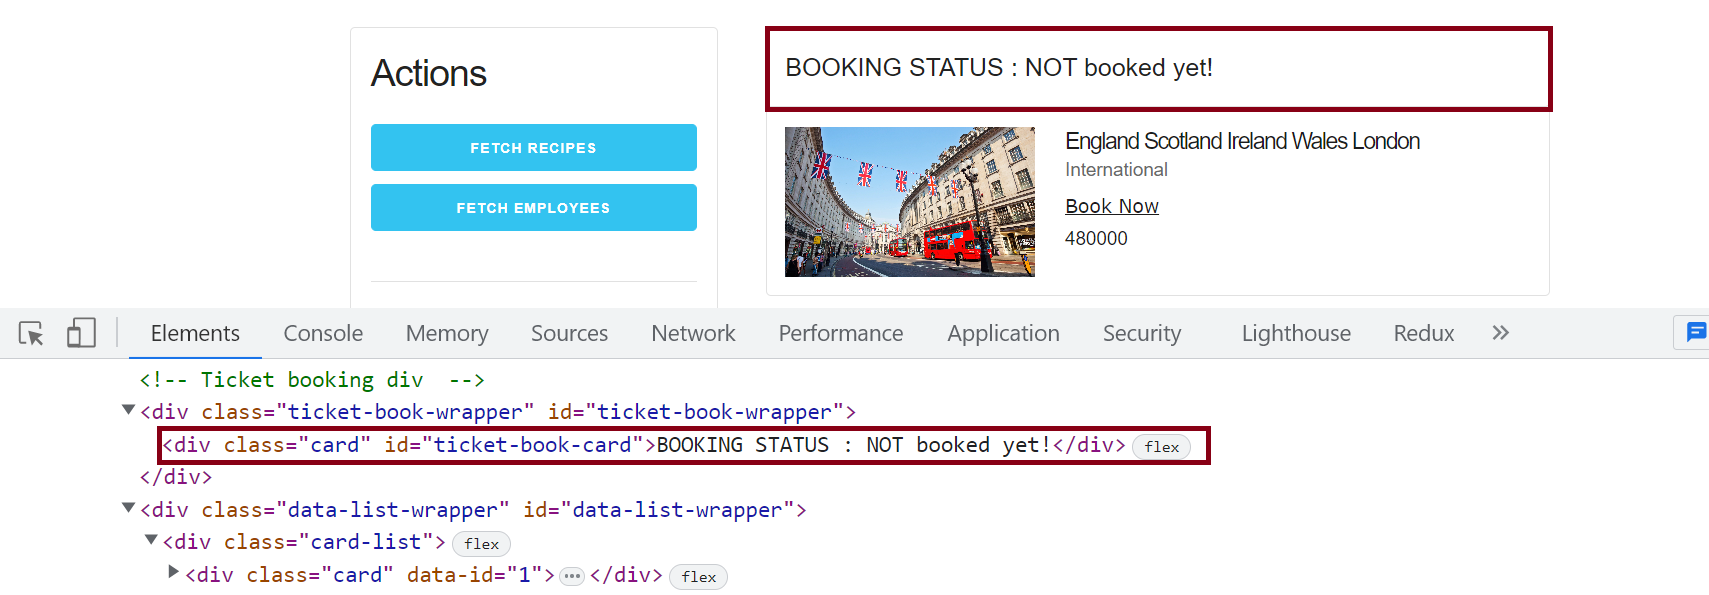 Actions
FETCH RECIPES
FETCH EMPLOYEES
BOOKING STATUS : NOT booked yet!
England Scotland Ireland Wales London
International
Book Now
480000
Elements Console Memory Sources Network Performance Application Security Lighthouse Redux »
<!-- Ticket booking div  -->
<div class="ticket-book-wrapper" id="ticket-book-wrapper">
<div class="card" id="ticket-book-card">BOOKING STATUS : NOT booked yet!</div> flex
</div>
<div class="data-list-wrapper" id="data-list-wrapper">
<div class="card-list"> flex
<div class="card" data-id="1"> ••• </div> flex